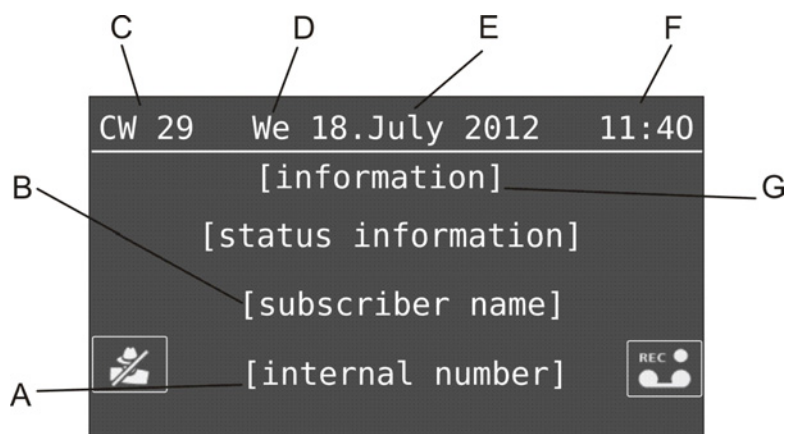 C D E F
CW 29 We 18.July 2012 11:40
[information]
B G
[status information]
[subscriber name]
REC
[internal number]
A